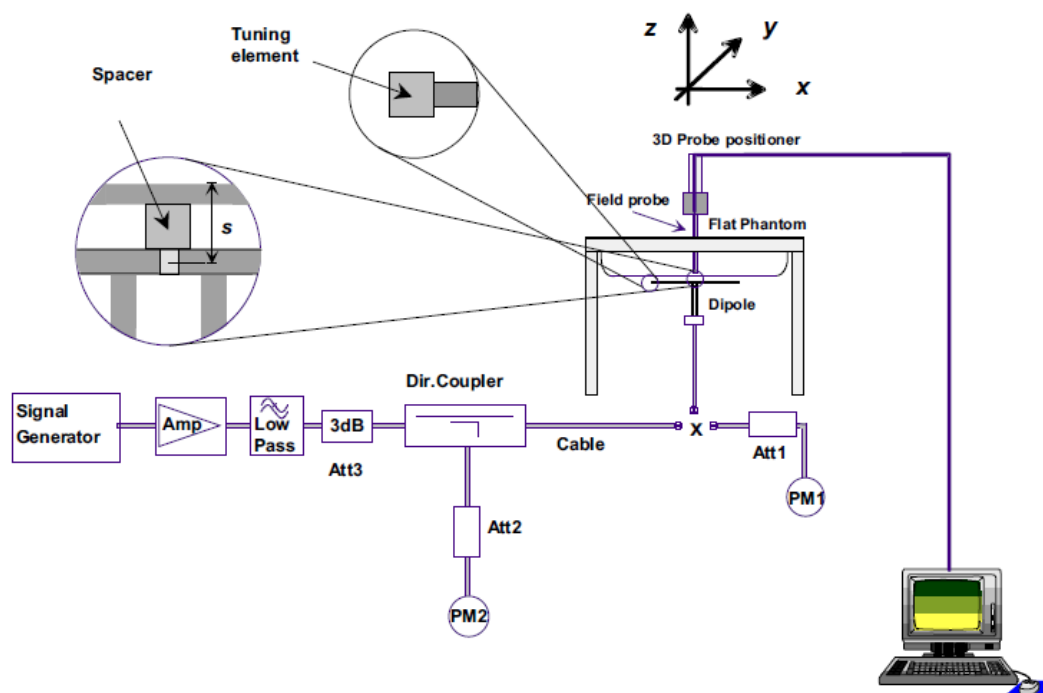 Tuning
element
Spacer
z
y
x
3D Probe positioner
Field probe
Flat Phantom
s
Dipole
Dir.Coupler
Signal
Generator
Amp
Low
Pass
3dB
Att3
Cable
x
Att1
PM1
Att2
PM2